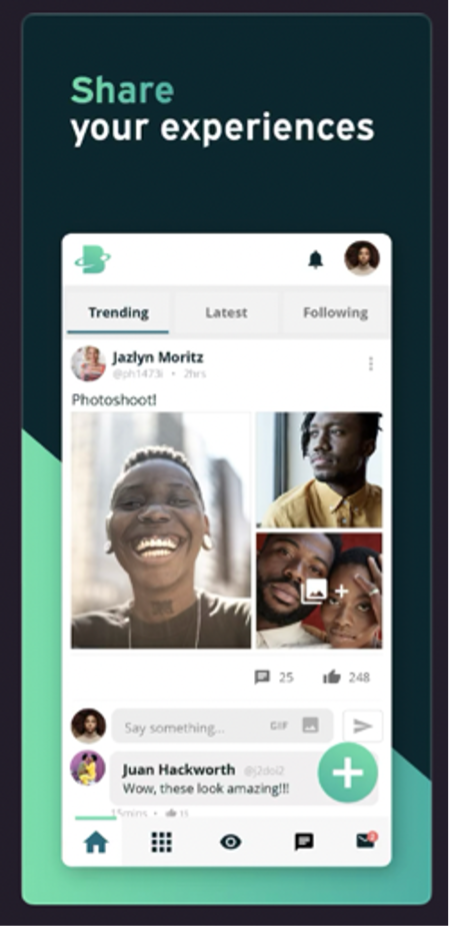 Share
your experiences
Trending Latest Following
Jazlyn Moritz
@ph1473i • 2hrs
Photoshoot!
25 248
Say something... GIF
Juan Hackworth @j2doi2
Wow, these look amazing!!!
15mins • 11